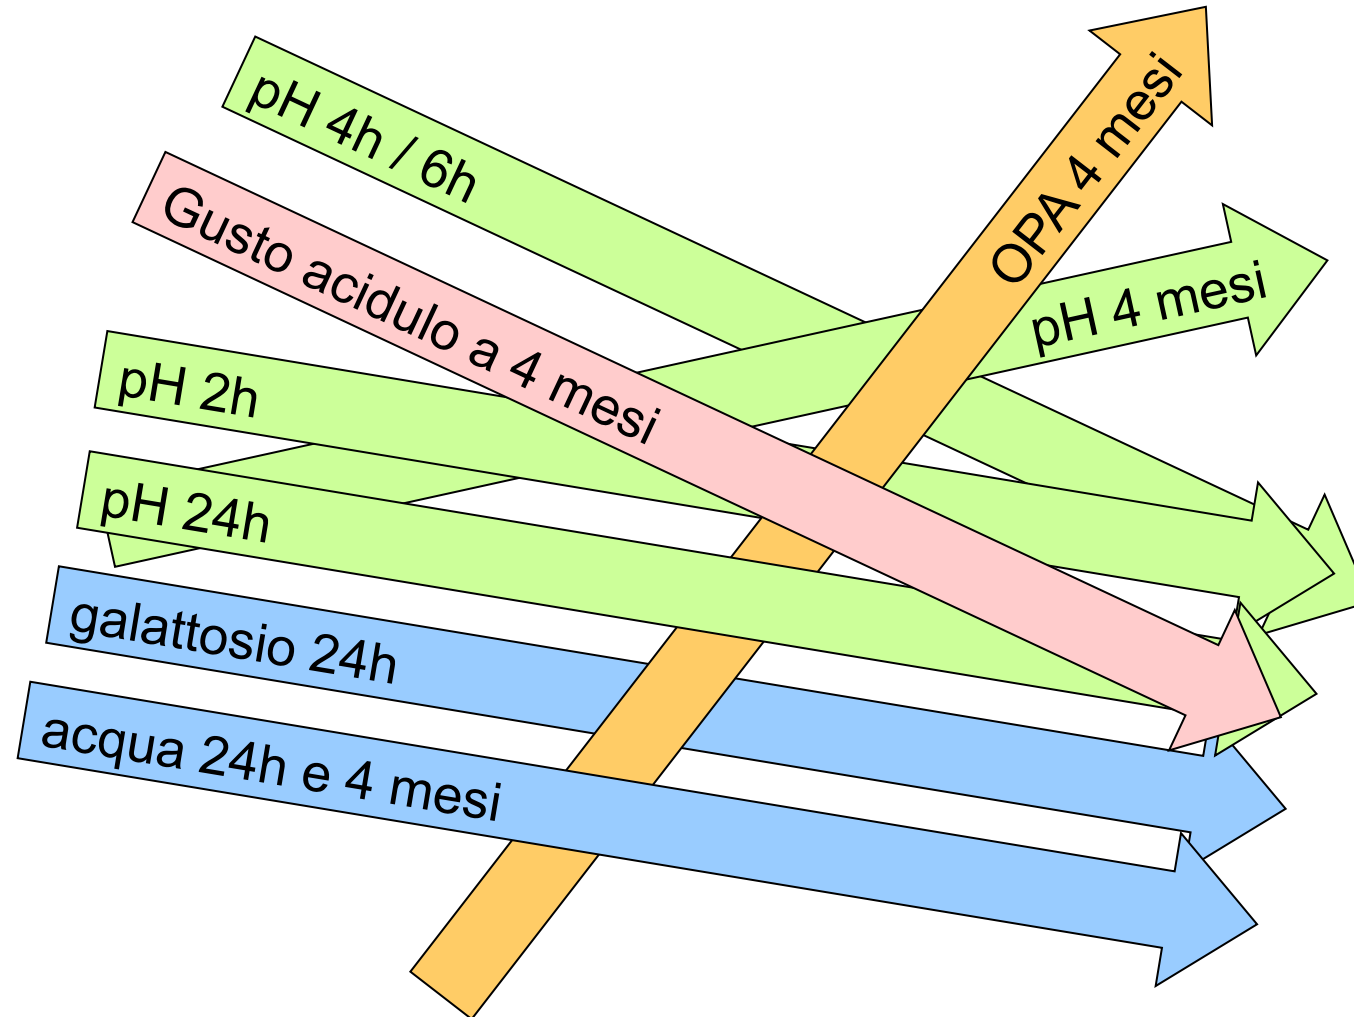 pH 4h / 6h
OPA 4 mesi
Gusto acidulo a 4 mesi
pH 4 mesi
pH 2h
pH 24h
galattosio 24h
acqua 24h e 4 mesi